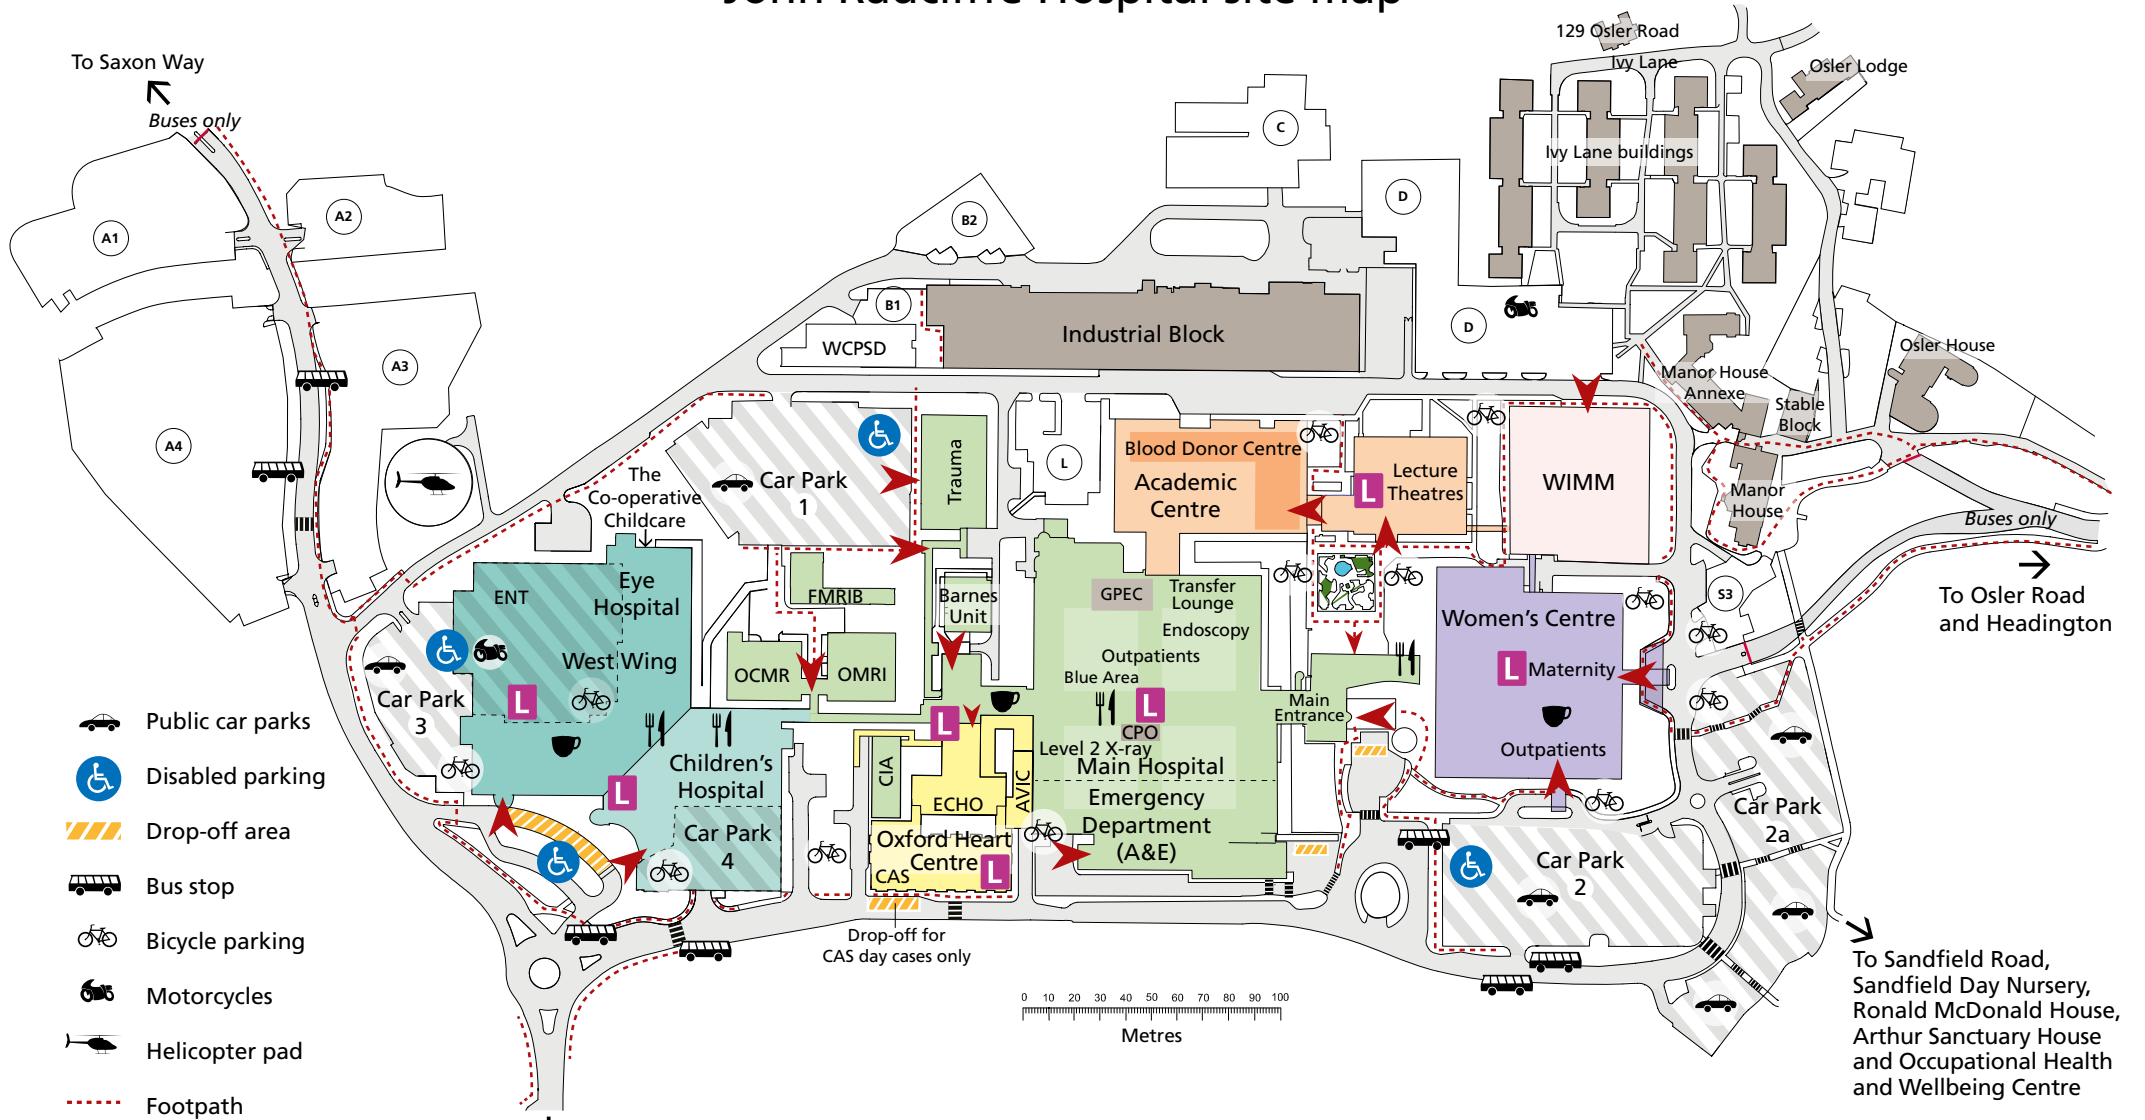 John Radcliffe Hospital site map
To Saxon Way
Buses only
129 Osler Road
Ivy Lane
Osler Lodge
C
Ivy Lane buildings
A1
A2
B2
D
B1
WCPSD
Industrial Block
D
A3
Osler House
Manor House
Annexe
Stable
Block
A4
Trauma
L
Blood Donor Centre
Academic
Centre
L
Lecture
Theatres
WIMM
Manor
House
Buses only
The
Co-operative
Childcare
Car Park
1
To Osler Road
and Headington
ENT
Eye
Hospital
FMRIB
Barnes
Unit
GPEC
Transfer
Lounge
Endoscopy
Outpatients
Blue Area
Women's Centre
S3
West Wing
L
OCMR
OMRI
L
L
L
Maternity
Outpatients
Main
Entrance
Car Park
3
CPO
Level 2 X-ray
Main Hospital
Emergency
Department
(A&E)
Children's
Hospital
L
Car Park
4
CIA
ECHO
AVIC
Oxford Heart
Centre
L
CAS
Car Park
2a
Car Park
2
Drop-off for
CAS day cases only
0 10 20 30 40 50 60 70 80 90 100
Metres
To Sandfield Road,
Sandfield Day Nursery,
Ronald McDonald House,
Arthur Sanctuary House
and Occupational Health
and Wellbeing Centre
Public car parks
Disabled parking
Drop-off area
Bus stop
Bicycle parking
Motorcycles
Helicopter pad
Footpath